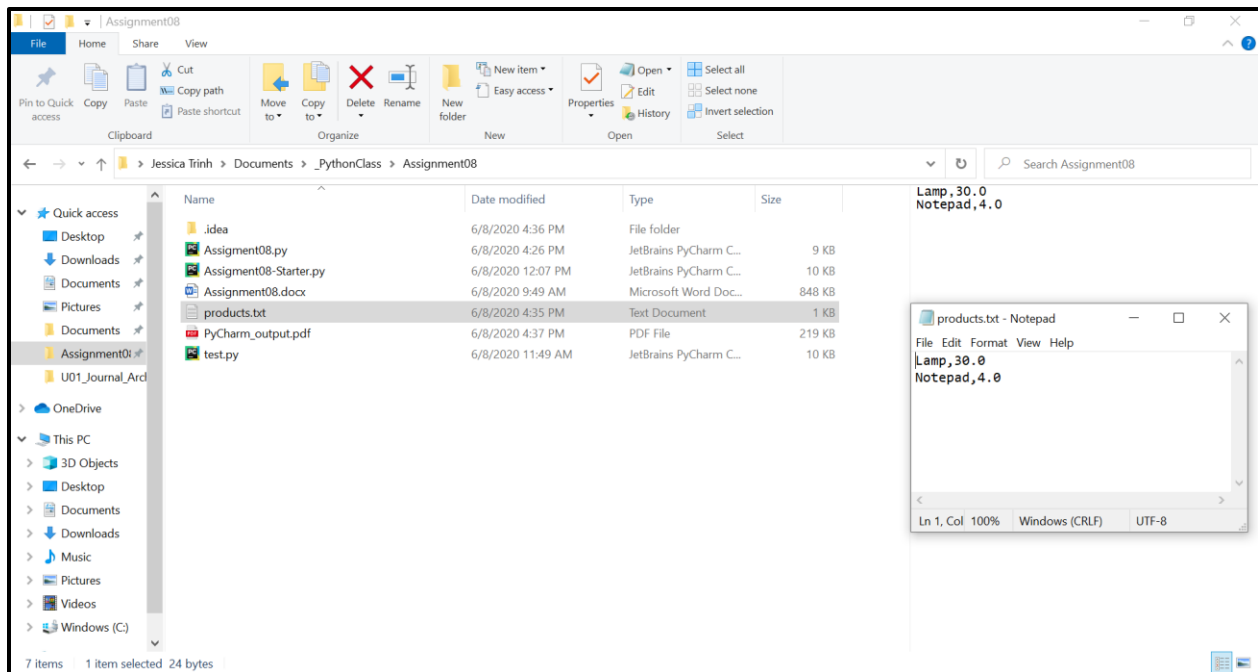 Assignment08
File Home Share View
Pin to Quick access
Copy
Paste
Cut
Copy path
Paste shortcut
Move to
Copy to
Delete
Rename
New folder
New item
Easy access
Properties
Open
Edit
History
Select all
Select none
Invert selection
Clipboard
Organize
New
Open
Select
Jessica Trinh > Documents > _PythonClass > Assignment08
Search Assignment08
Quick access
Desktop
Downloads
Documents
Pictures
Documents
Assignment0
U01_Journal_Arc
OneDrive
This PC
3D Objects
Desktop
Documents
Downloads
Music
Pictures
Videos
Windows (C:)
Name Date modified Type Size
.idea 6/8/2020 4:36 PM File folder
Assigment08.py 6/8/2020 4:26 PM JetBrains PyCharm C... 9 KB
Assigment08-Starter.py 6/8/2020 12:07 PM JetBrains PyCharm C... 10 KB
Assignment08.docx 6/8/2020 9:49 AM Microsoft Word Doc... 848 KB
products.txt 6/8/2020 4:35 PM Text Document 1 KB
PyCharm_output.pdf 6/8/2020 4:37 PM PDF File 219 KB
test.py 6/8/2020 11:49 AM JetBrains PyCharm C... 10 KB
Lamp,30.0
Notepad,4.0
products.txt - Notepad
File Edit Format View Help
Lamp,30.0
Notepad,4.0
Ln 1, Col 100% Windows (CRLF) UTF-8
7 items 1 item selected 24 bytes